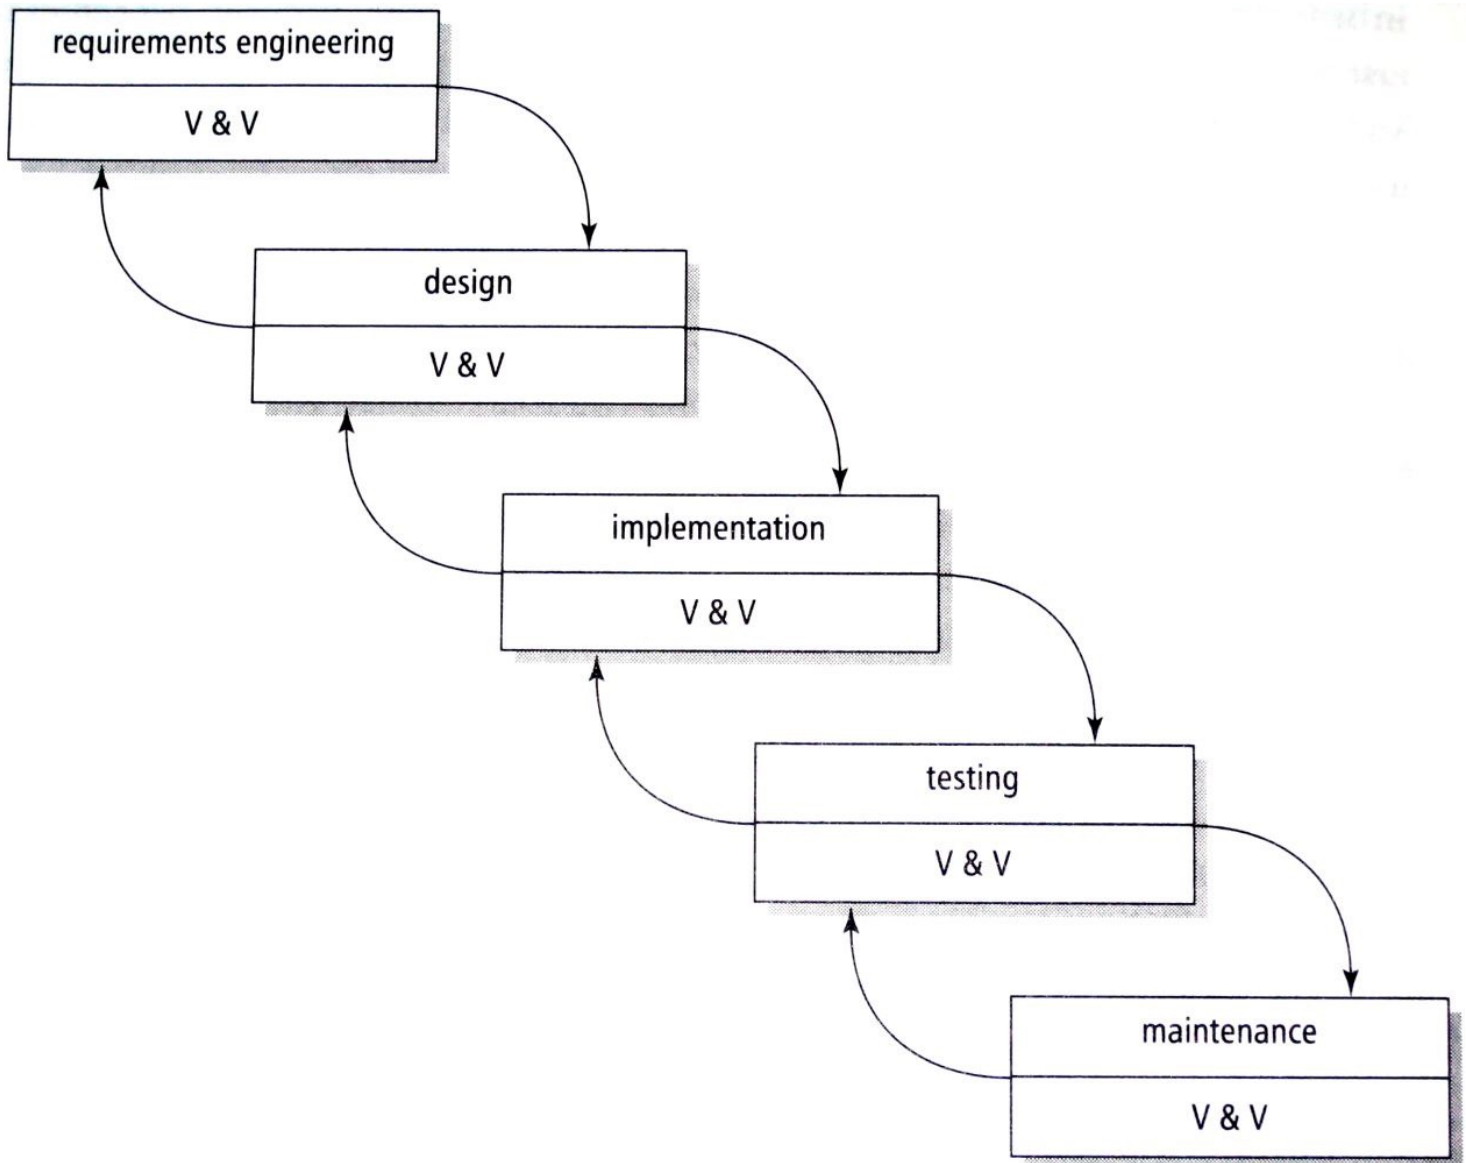 requirements engineering
V & V
design
V & V
implementation
V & V
testing
V & V
maintenance
V & V